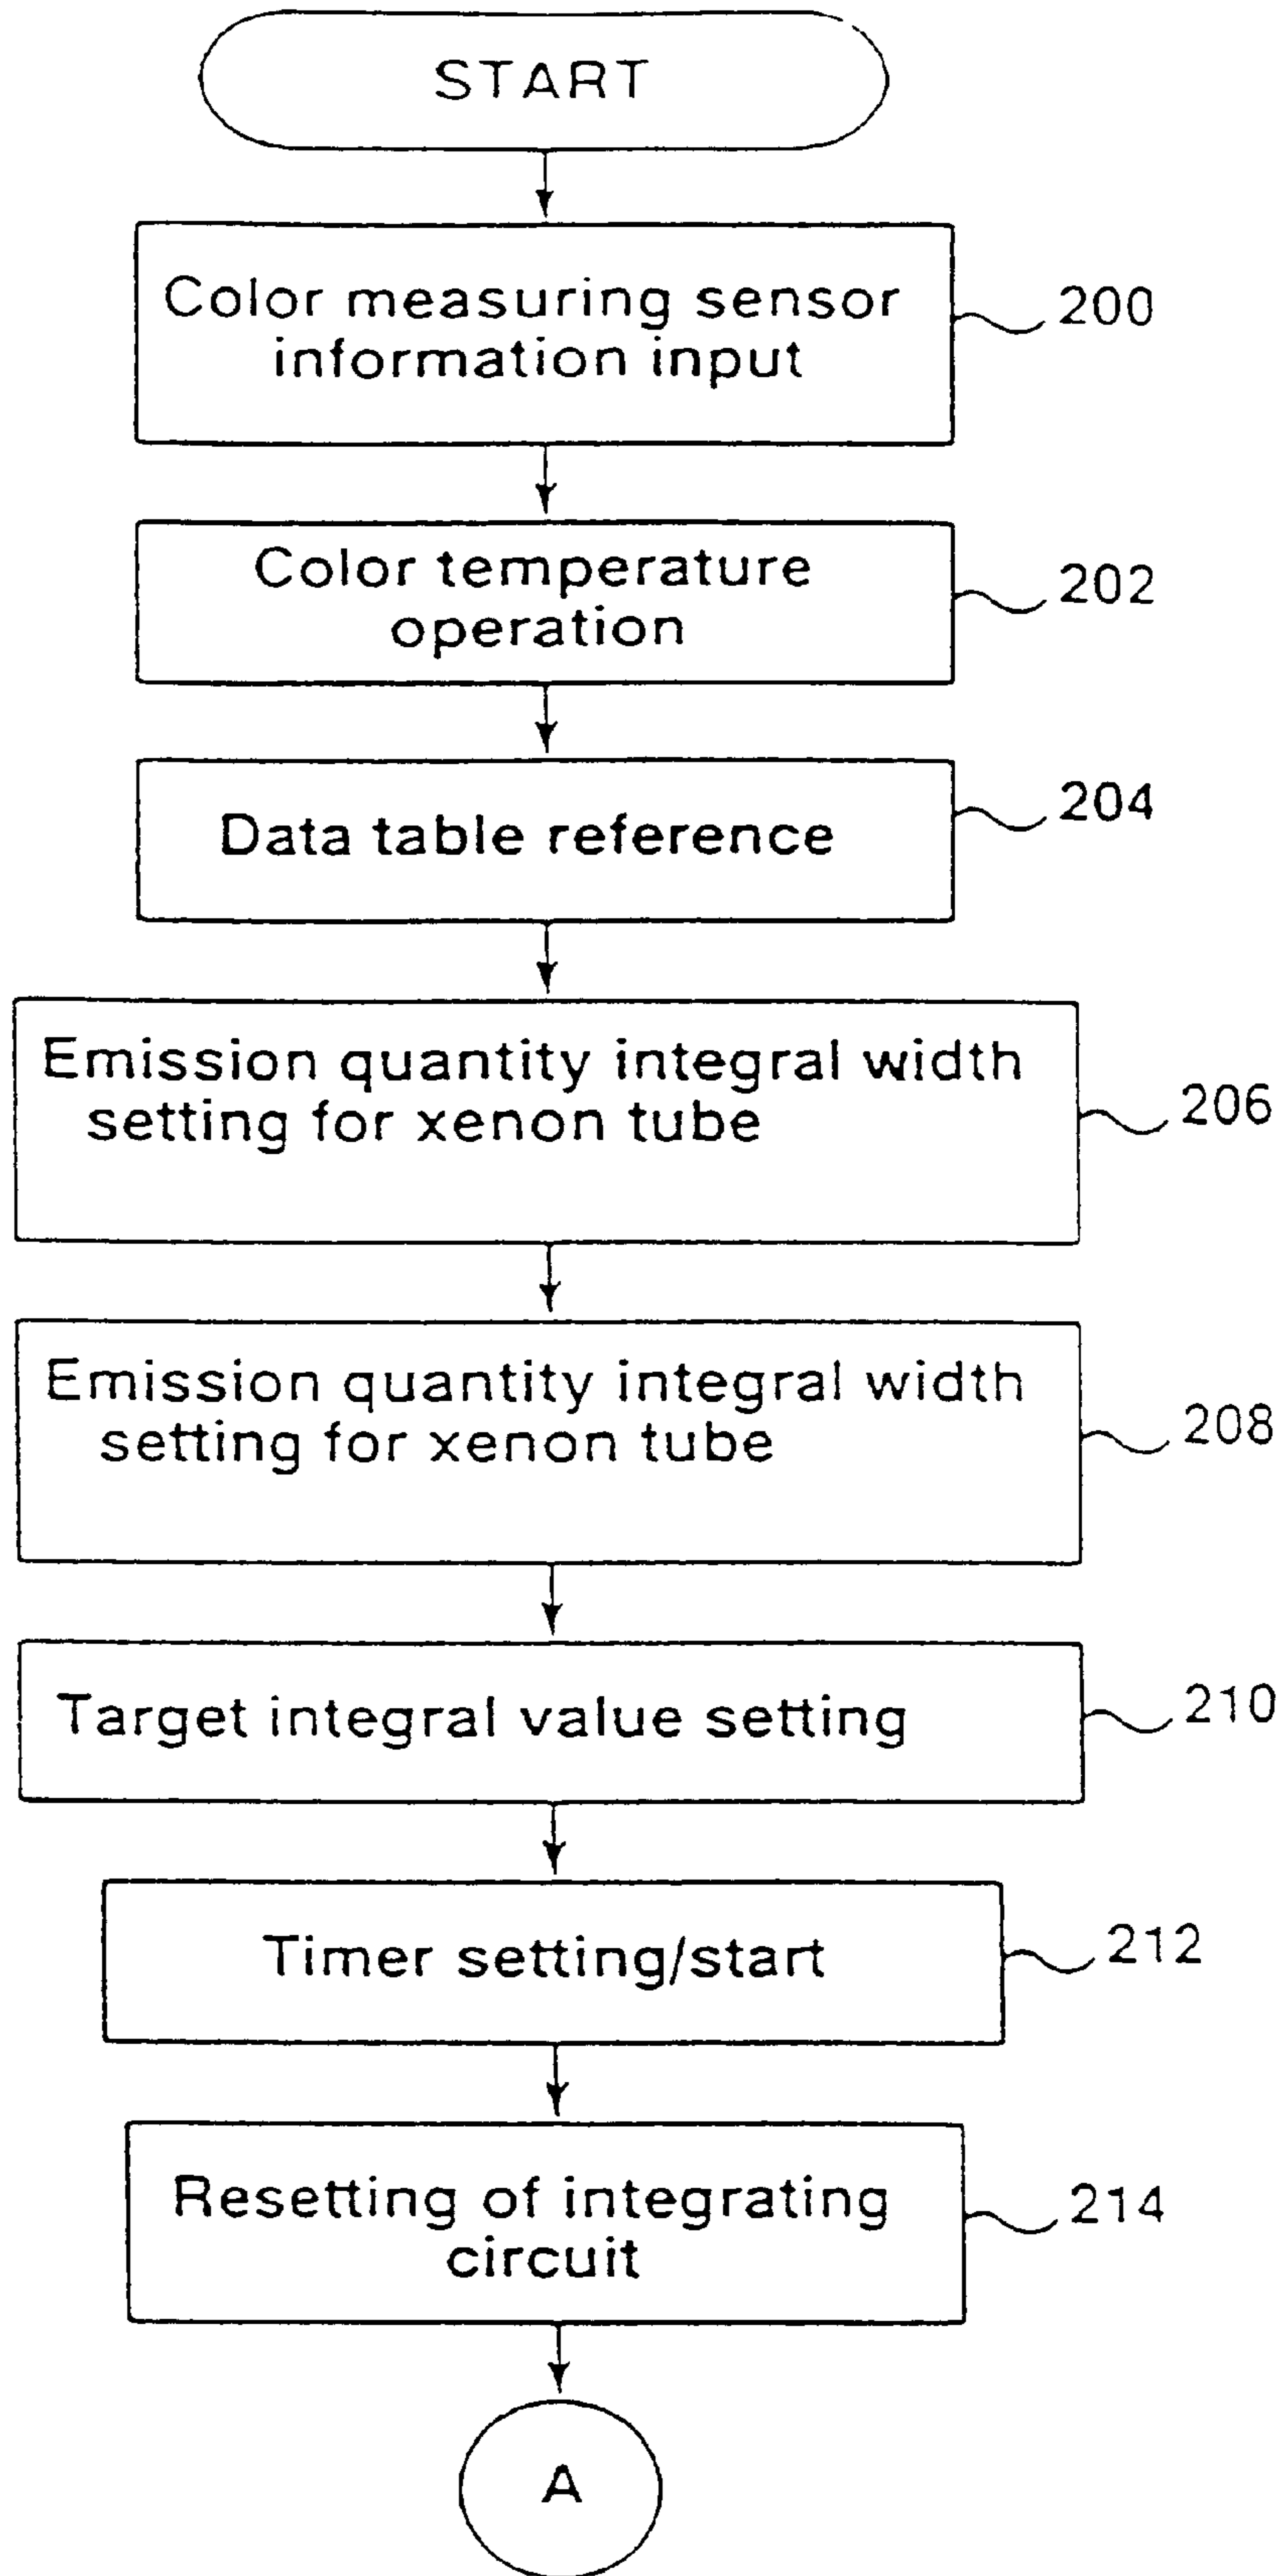 START
Color measuring sensor
information input
200
Color temperature
operation
202
Data table reference
204
Emission quantity integral width
setting for xenon tube
206
Emission quantity integral width
setting for xenon tube
208
Target integral value setting
210
Timer setting/start
212
Resetting of integrating
circuit
214
A